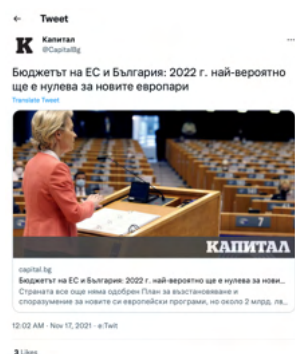 Tweet
K Капитал
@CapitalBg
Бюджетът на ЕС и България: 2022 г. най-вероятно
ще е нулева за новите европари
Translate Tweet
7
КАПИТАЛ
capital.bg
Бюджетът на ЕС и България: 2022 г. най-вероятно ще е нулева за нови...
Страната все още няма одобрен План за възстановяване и
споразумение за новите си европейски програми, но около 2 млрд. лв...
12:02 AM · Nov 17, 2021 · e:Twit
3 Likes